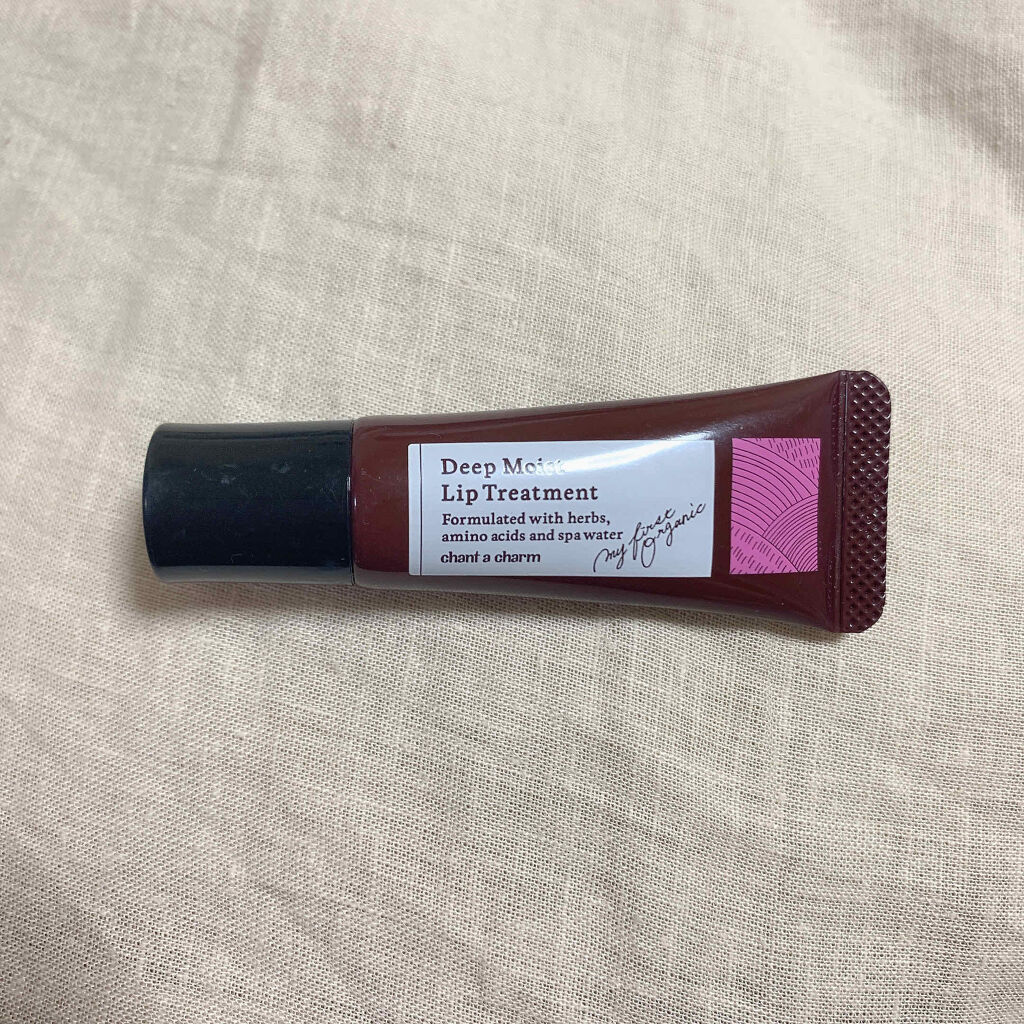 Deep Moist
Lip Treatment
Formulated with herbs,
amino acids and spa water
chant a charm
my first
Organic